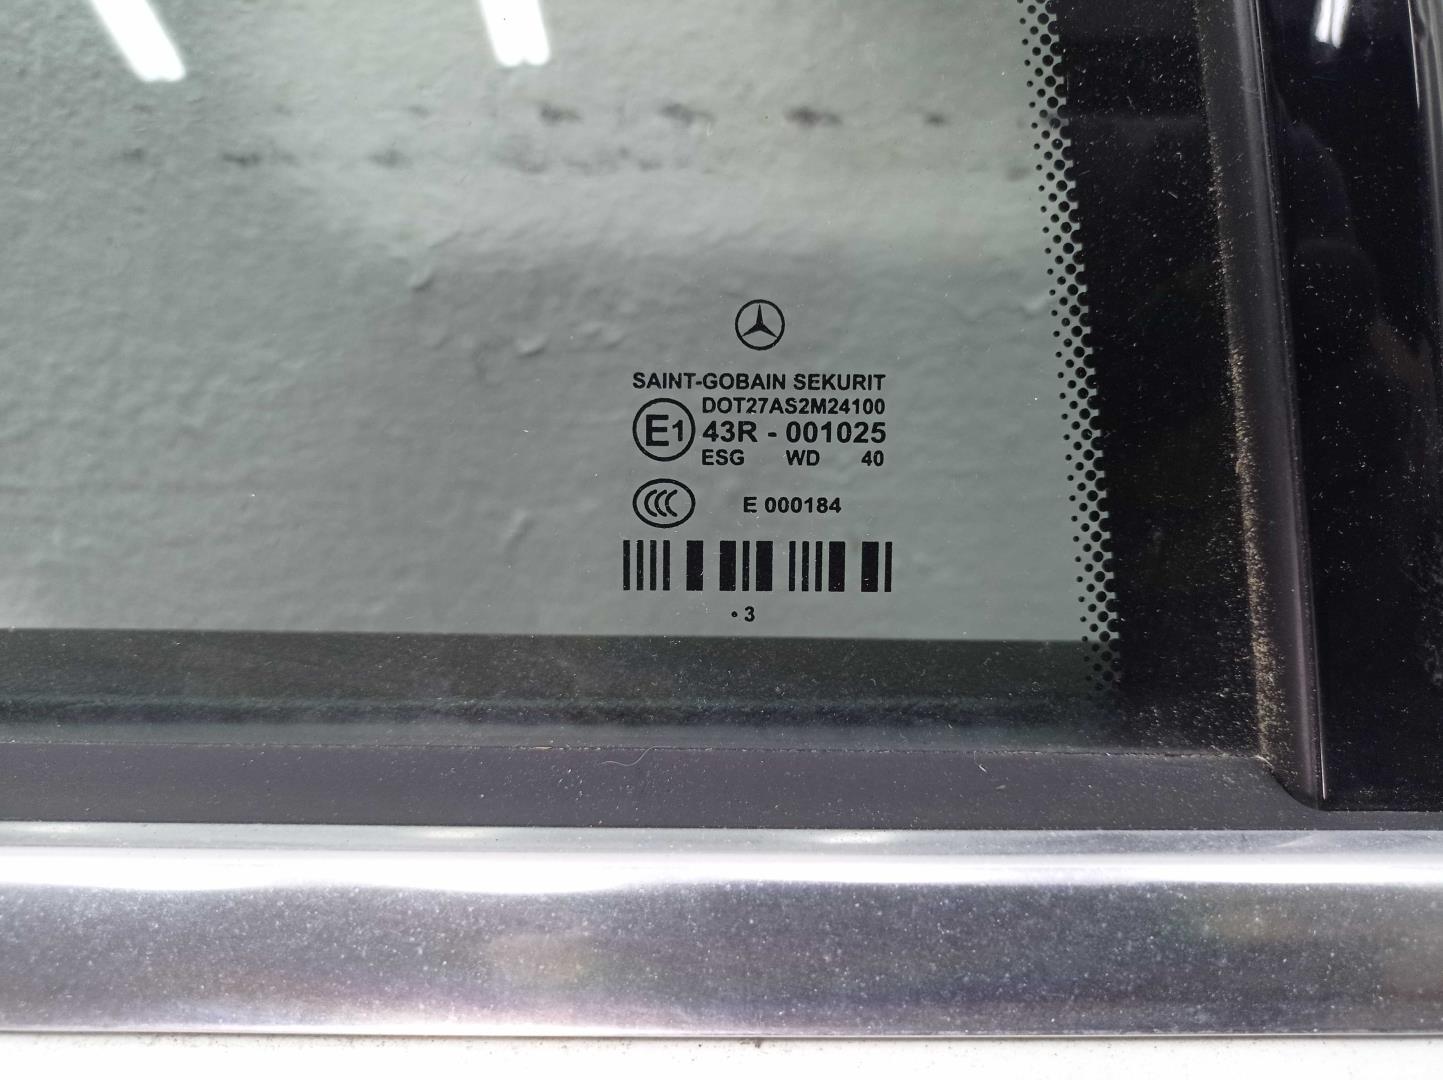 SAINT-GOBAIN SEKURIT
DOT27AS2M24100
E1 43R - 001025
ESG WD 40
CCC E 000184
• 3